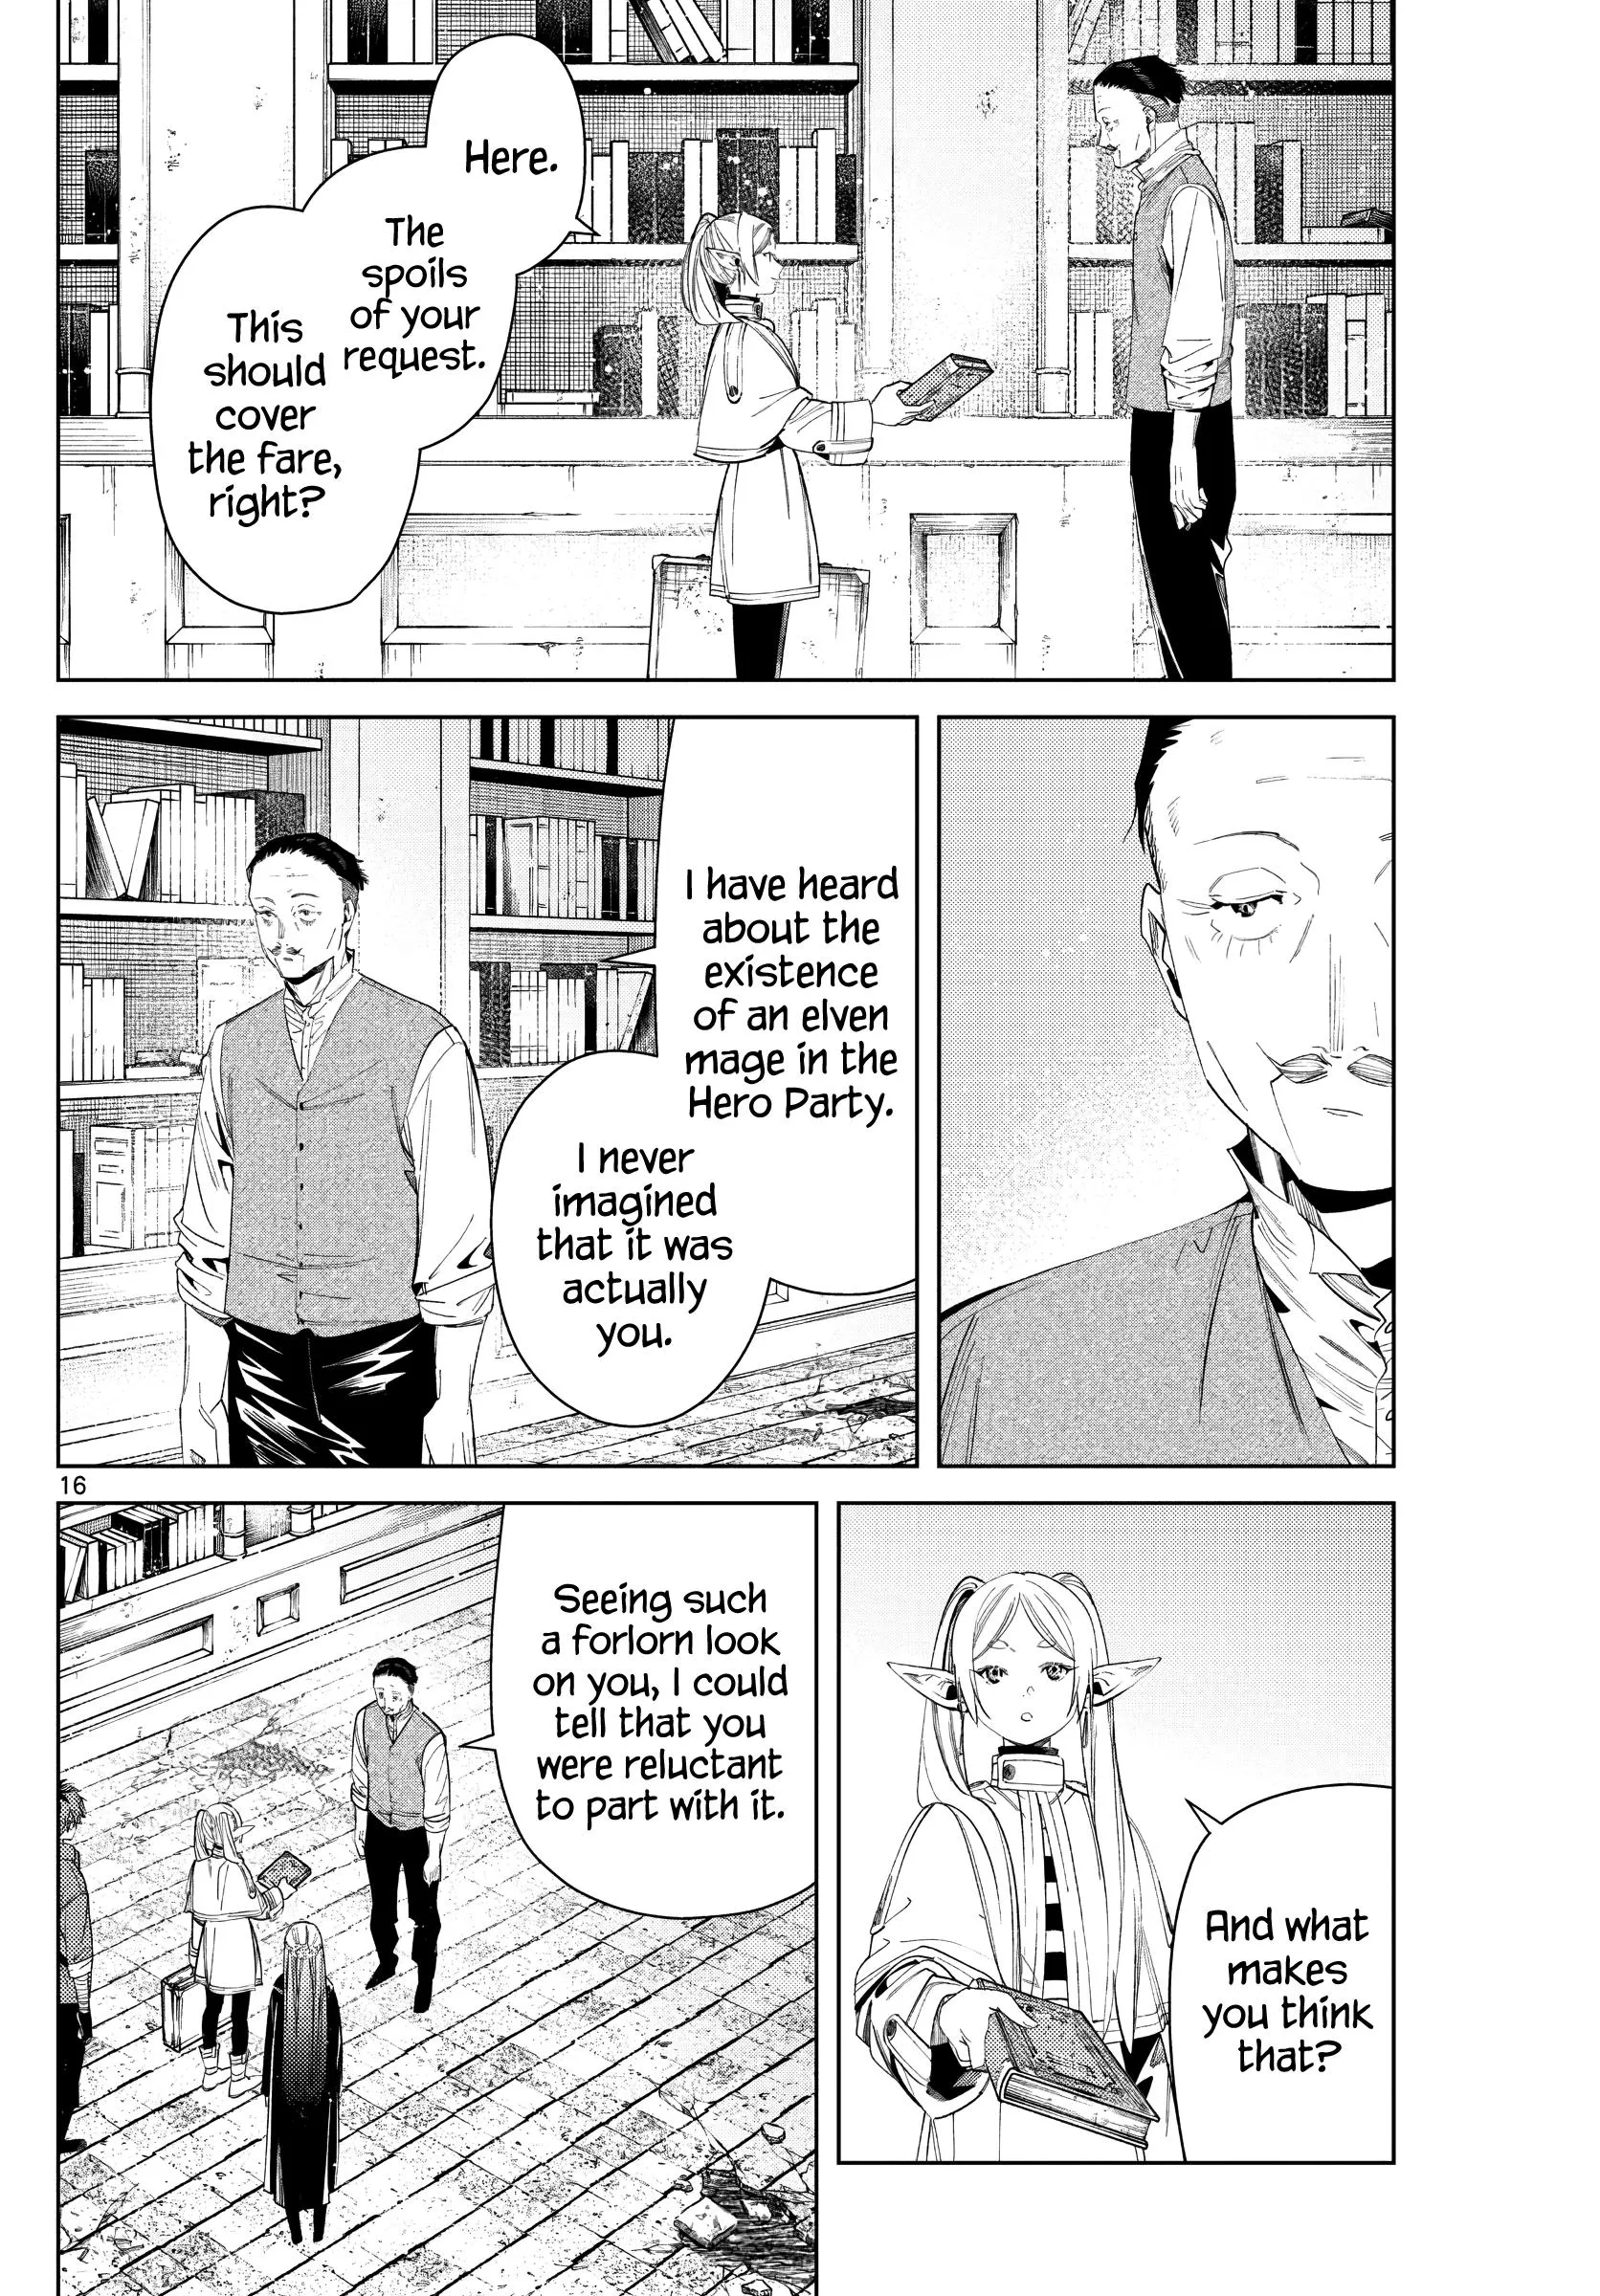 Here.
The
spoils
of your
request.
This
should
cover
the fare,
right?
I have heard
about the
existence
of an elven
mage in the
Hero Party.
I never
imagined
that it was
actually
you.
16
And what
makes
you think
that?
Seeing such
a forlorn look
on you, I could
tell that you
were reluctant
to part with it.